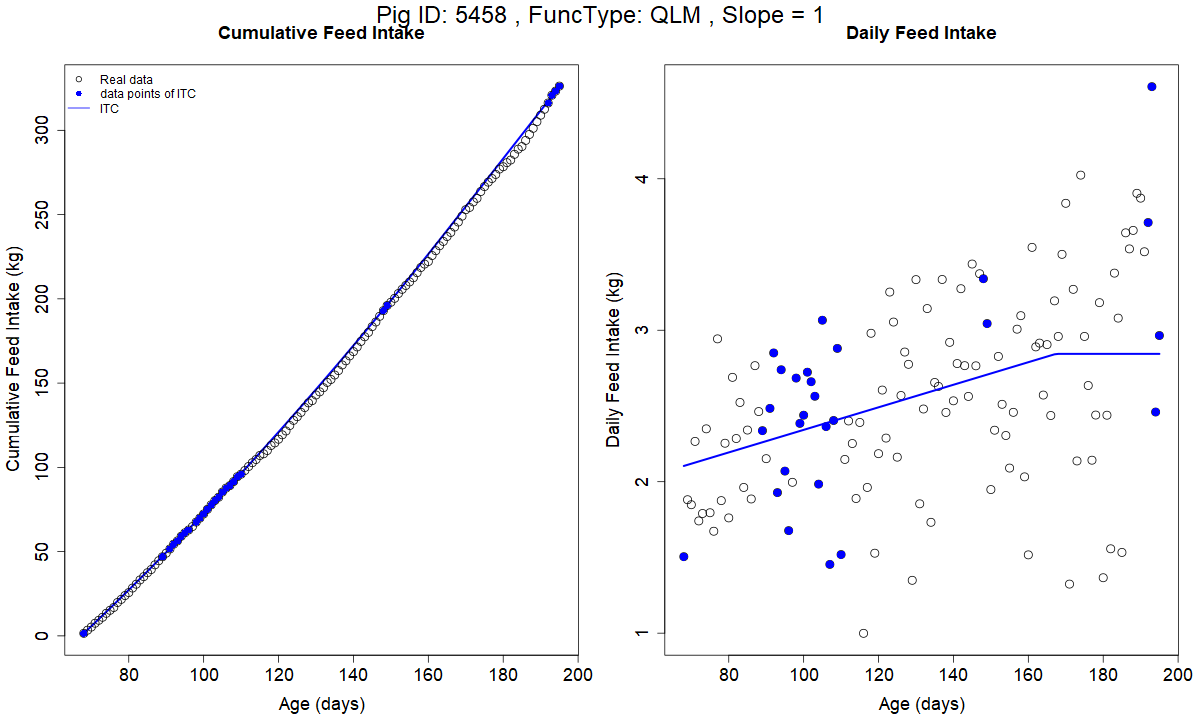 Pig ID: 5458 , FuncType: QLM , Slope = 1
Cumulative Feed Intake
Real data
data points of ITC
ITC
Cumulative Feed Intake (kg)
0
50
100
150
200
250
300
80
100
120
140
160
180
200
Age (days)
Daily Feed Intake
Daily Feed Intake (kg)
1
2
3
4
80
100
120
140
160
180
200
Age (days)